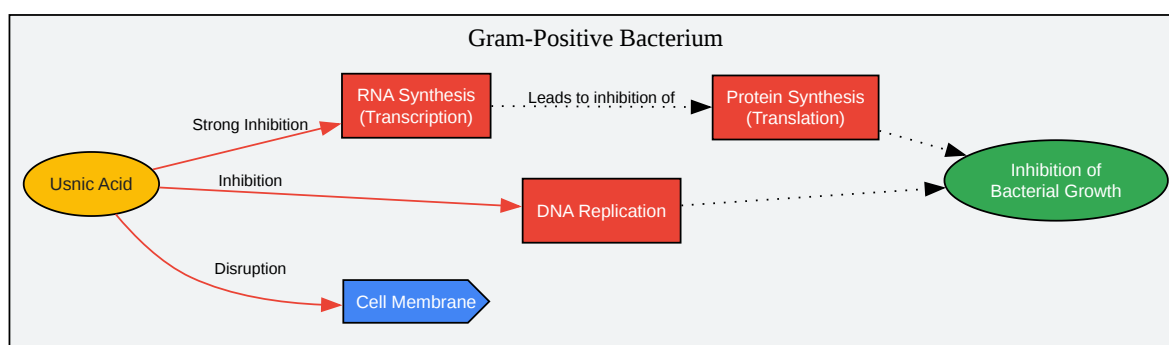 Gram-Positive Bacterium
RNA Synthesis
(Transcription)
Leads to inhibition of
Protein Synthesis
(Translation)
Strong Inhibition
Usnic Acid
Inhibition
DNA Replication
Inhibition of
Bacterial Growth
Disruption
Cell Membrane